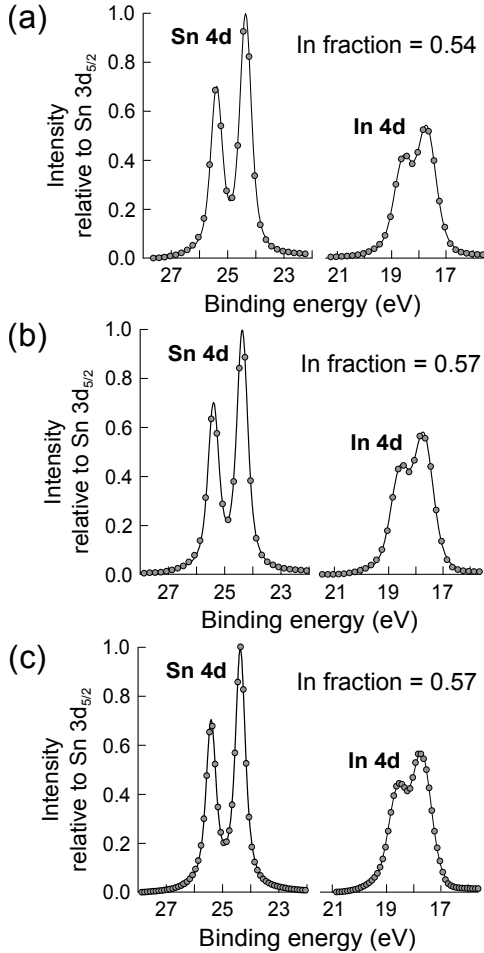 (a)
Sn 4d
In fraction = 0.54
In 4d
Intensity
relative to Sn 3d5/2
1.0
0.8
0.6
0.4
0.2
0.0
27 25 23 21 19 17
Binding energy (eV)
(b)
Sn 4d
In fraction = 0.57
In 4d
Intensity
relative to Sn 3d5/2
1.0
0.8
0.6
0.4
0.2
0.0
27 25 23 21 19 17
Binding energy (eV)
(c)
Sn 4d
In fraction = 0.57
In 4d
Intensity
relative to Sn 3d5/2
1.0
0.8
0.6
0.4
0.2
0.0
27 25 23 21 19 17
Binding energy (eV)